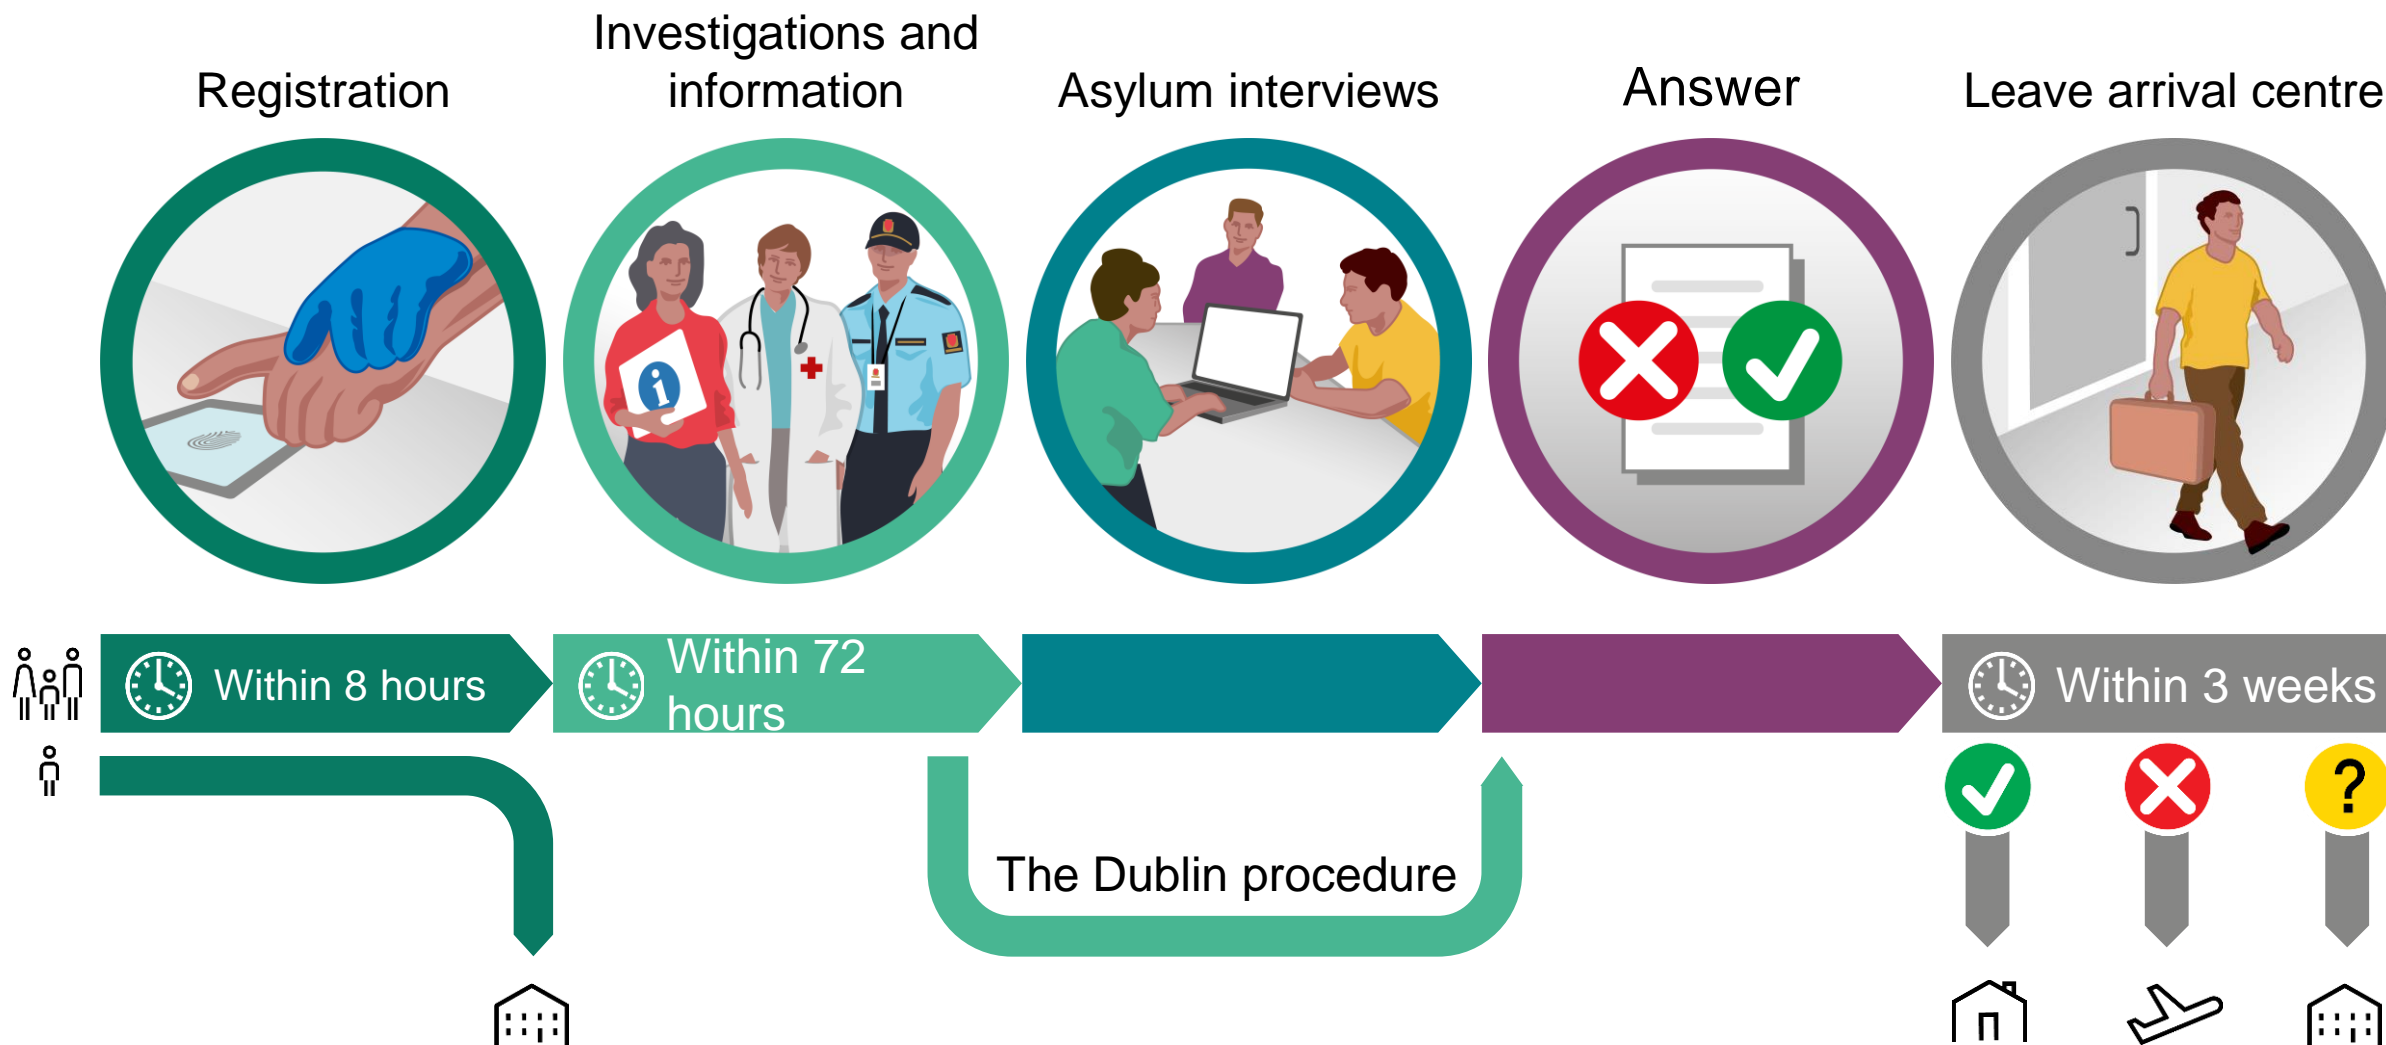 Registration
Investigations and
information
Asylum interviews
Answer
Leave arrival centre
i
Within 8 hours
Within 72
hours
Within 3 weeks
?
The Dublin procedure